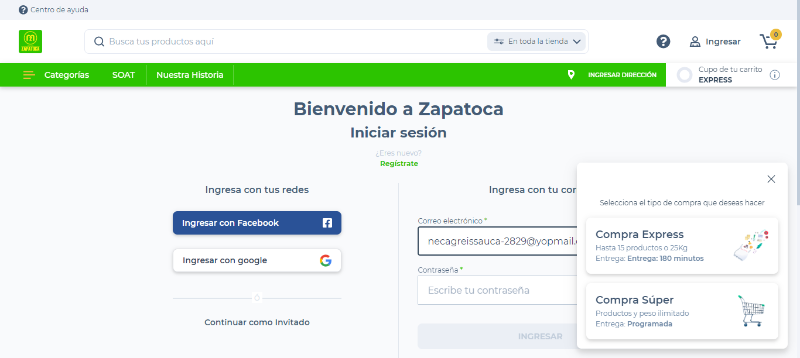 Centro de ayuda
m
ZAPATOCA
Busca tus productos aquí
En toda la tienda
Ingresar
0
Categorías
SOAT
Nuestra Historia
INGRESAR DIRECCIÓN
Cupo de tu carrito
EXPRESS
Bienvenido a Zapatoca
Iniciar sesión
¿Eres nuevo?
Regístrate
Ingresa con tus redes
Ingresar con Facebook
Ingresar con google
O
Continuar como Invitado
Ingresa con tu cor
Correo electrónico *
necagreissauca-2829@yopmail.c
Contraseña *
Escribe tu contraseña
INGRESAR
Selecciona el tipo de compra que deseas hacer
Compra Express
Hasta 15 productos o 25Kg
Entrega: Entrega: 180 minutos
Compra Súper
Productos y peso ilimitado
Entrega: Programada